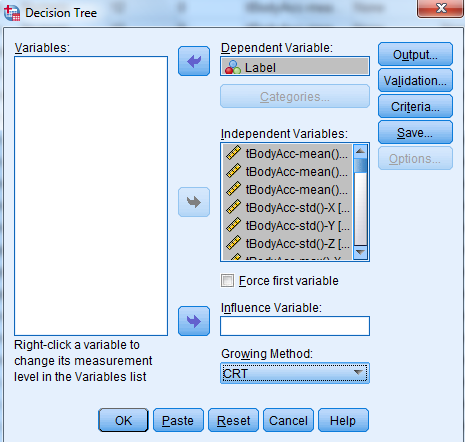 Decision Tree
Variables:
Dependent Variable:
Label
Categories...
Independent Variables:
tBodyAcc-mean()...
tBodyAcc-mean()...
tBodyAcc-mean()...
tBodyAcc-std()-X [...
tBodyAcc-std()-Y [...
tBodyAcc-std()-Z [...
Force first variable
Influence Variable:
Growing Method:
CRT
Right-click a variable to
change its measurement
level in the Variables list
Output...
Validation...
Criteria...
Save...
Options...
OK
Paste
Reset
Cancel
Help